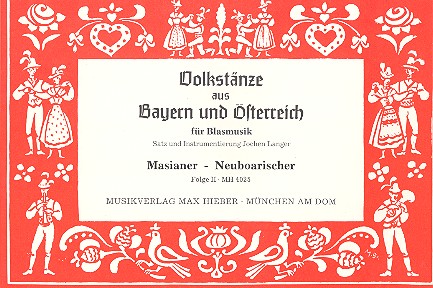 Volkstänze
aus
Bayern und Österreich
für Blasmusik
Satz und Instrumentierung Jochen Langer
Masianer - Neuboarischer
Folge II · MH 4025
MUSIKVERLAG MAX HIEBER · MÜNCHEN AM DOM